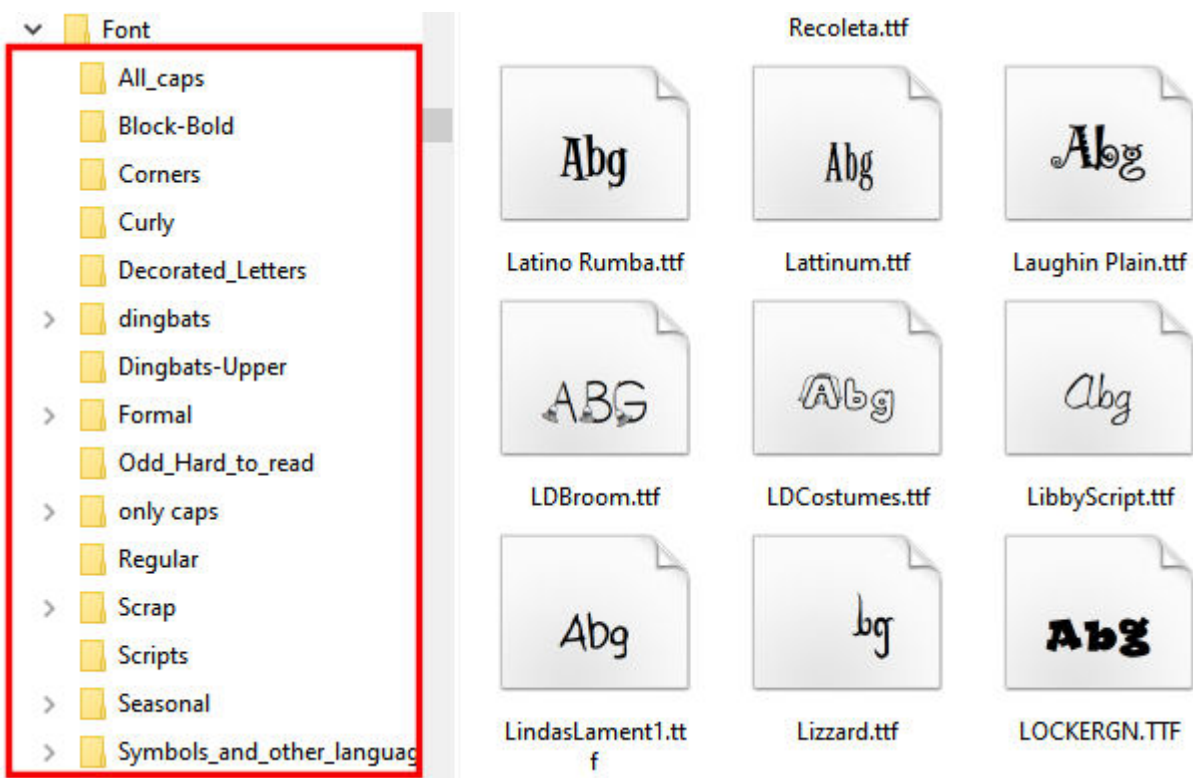 Font
All_caps
Block-Bold
Corners
Curly
Decorated_Letters
dingbats
Dingbats-Upper
Formal
Odd_Hard_to_read
only caps
Regular
Scrap
Scripts
Seasonal
Symbols_and_other_languag
Recoleta.ttf
Abg
Abg
Abg
Latino Rumba.ttf
Lattinum.ttf
Laughin Plain.ttf
ABG
Abg
Abg
LDBroom.ttf
LDCostumes.ttf
LibbyScript.ttf
Abg
bg
Abg
LindasLament1.tt
f
Lizzard.ttf
LOCKERGN.TTF